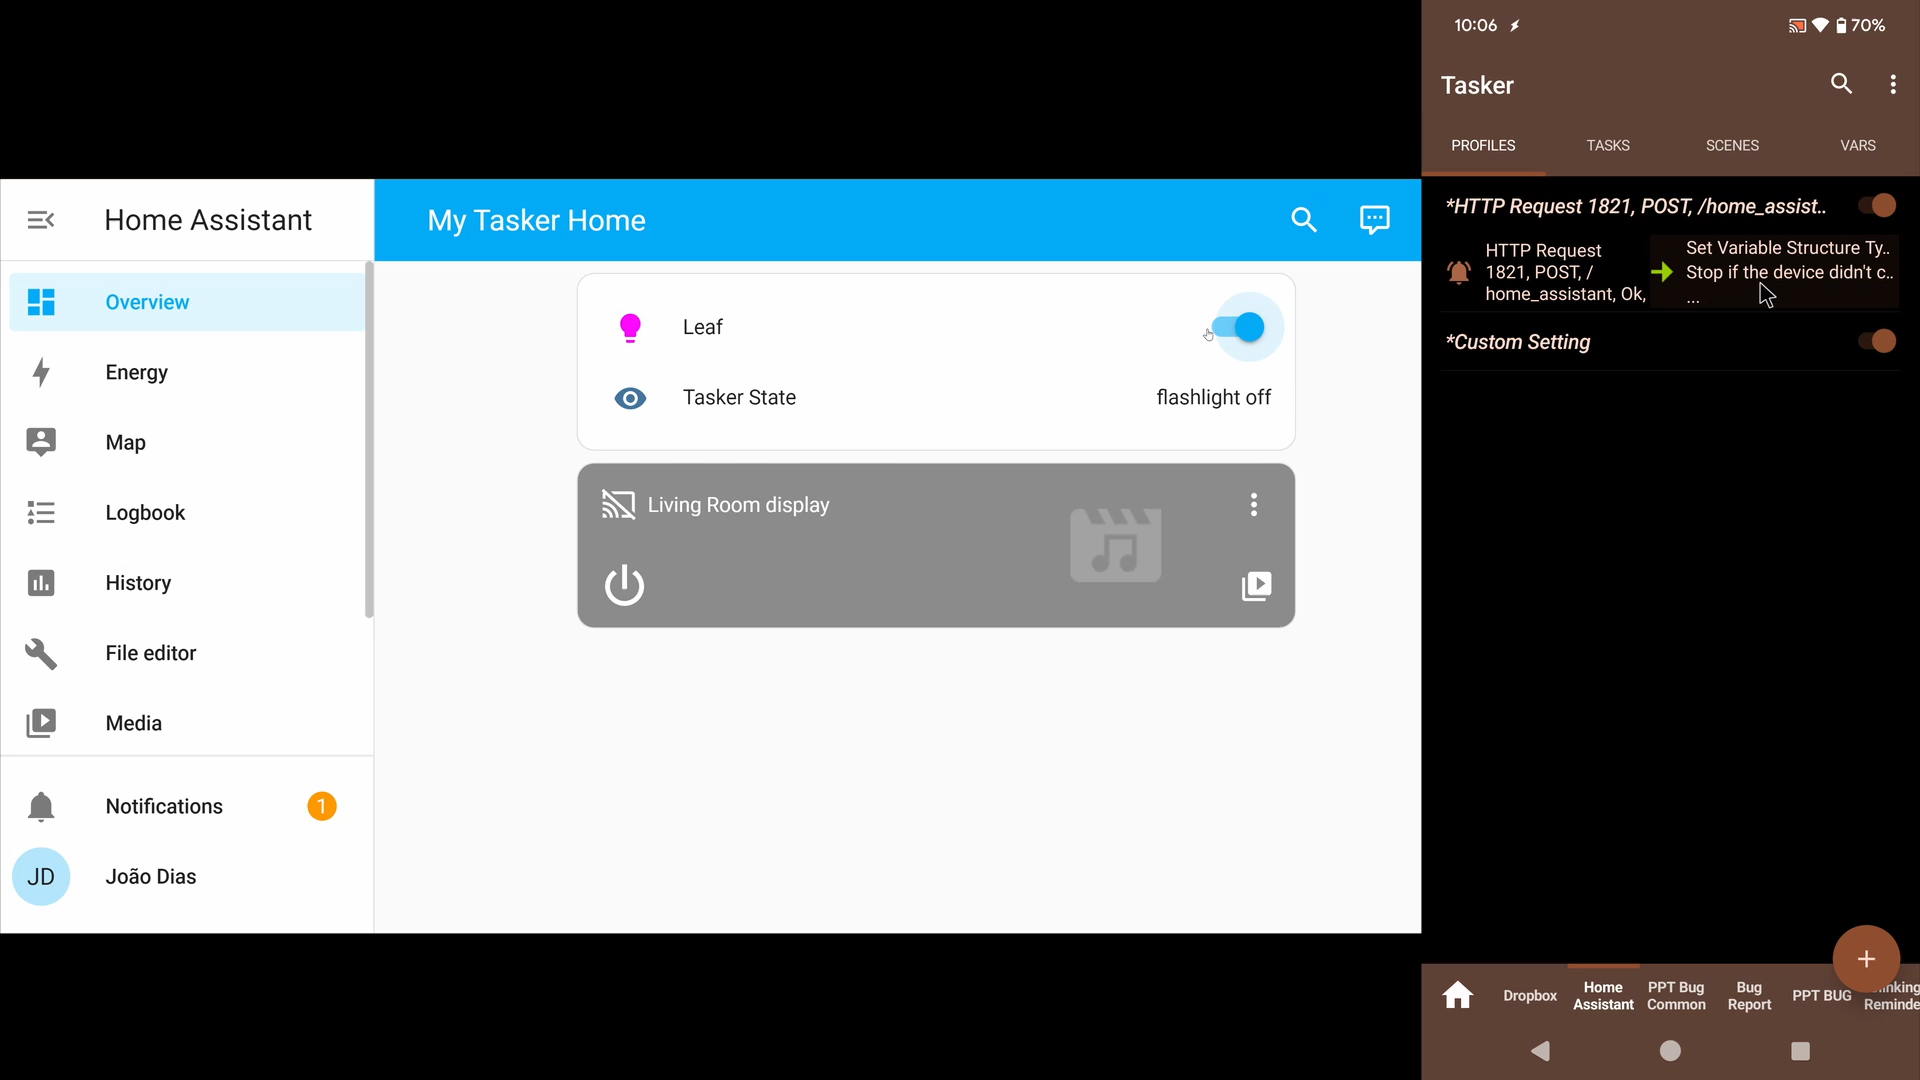 Home Assistant
Overview
Energy
Map
Logbook
History
File editor
Media
Notifications
1
JD
João Dias
My Tasker Home
Leaf
Tasker State
flashlight off
Living Room display
10:06
70%
Tasker
PROFILES
TASKS
SCENES
VARS
*HTTP Request 1821, POST, /home_assist..
HTTP Request
1821, POST, /
home_assistant, Ok,
Set Variable Structure Ty..
Stop if the device didn't c..
...
*Custom Setting
+
Dropbox
Home
Assistant
PPT Bug
Common
Bug
Report
PPT BUG